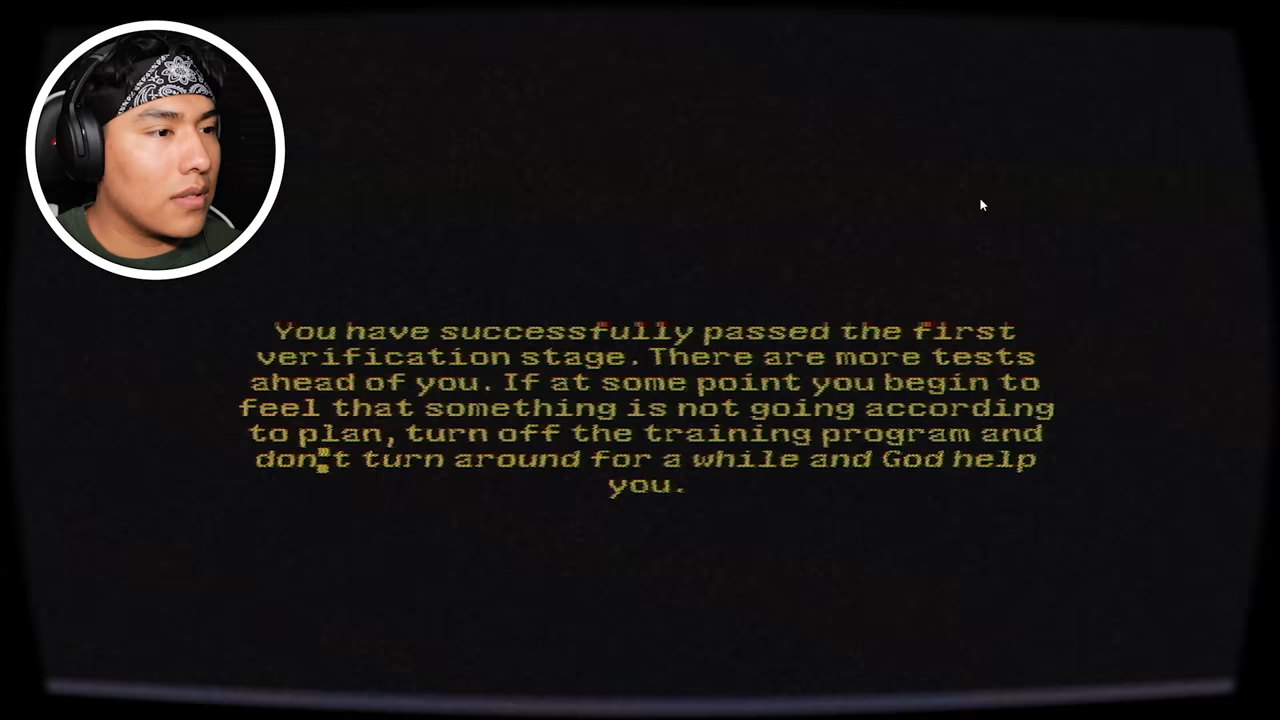 You have successfully passed the first
verification stage. There are more tests
ahead of you. If at some point you begin to
feel that something is not going according
to plan, turn off the training program and
don't turn around for a while and God help
you.